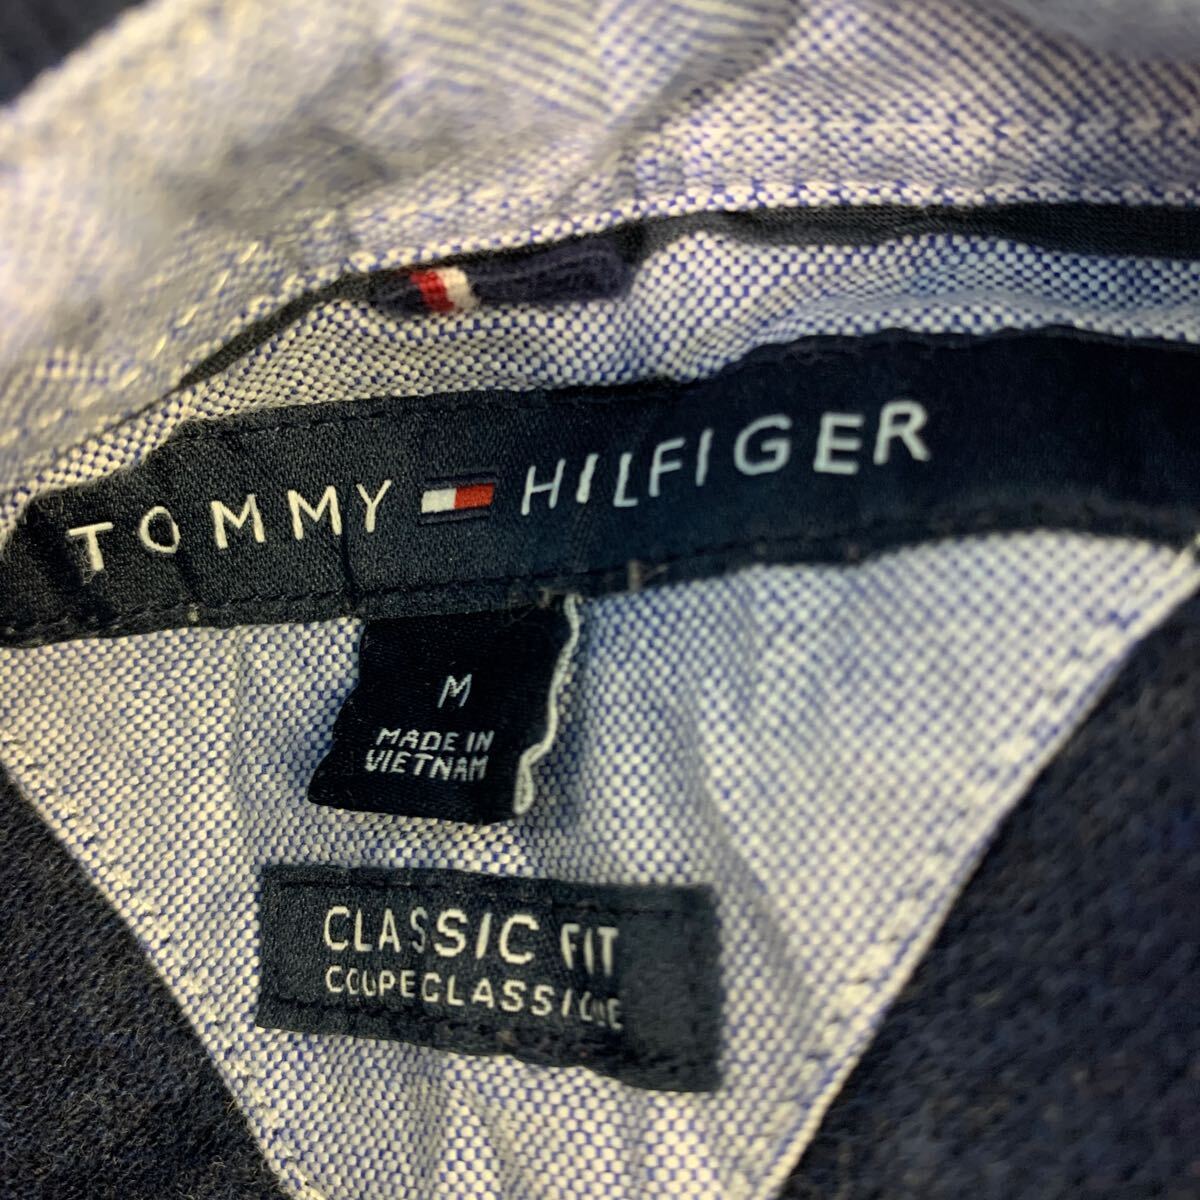 TOMMY HILFIGER
M
MADE IN
VIETNAM
CLASSIC FIT
COUPE CLASSIQUE